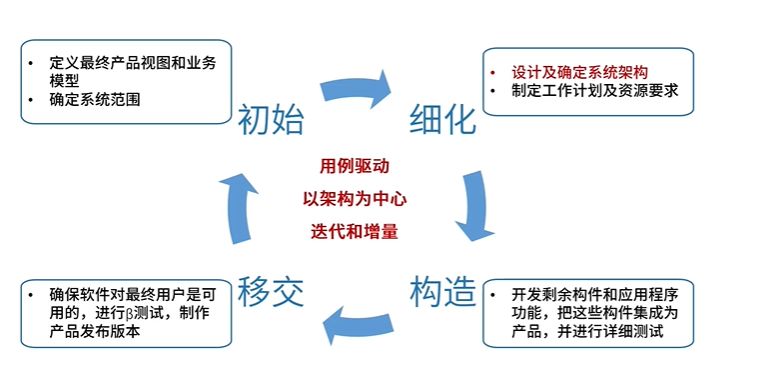 • 定义最终产品视图和业务
模型
• 确定系统范围
初始
细化
• 设计及确定系统架构
• 制定工作计划及资源要求
用例驱动
以架构为中心
迭代和增量
移交
构造
• 确保软件对最终用户是可
用的，进行β测试，制作
产品发布版本
• 开发剩余构件和应用程序
功能，把这些构件集成为
产品，并进行详细测试